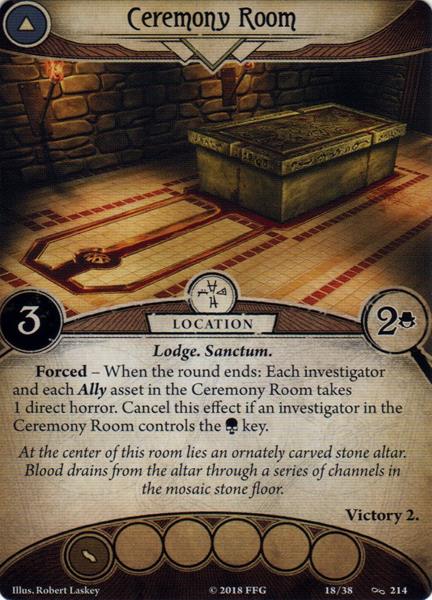 Ceremony Room
3
LOCATION
2
Lodge. Sanctum.
Forced – When the round ends: Each investigator
and each Ally asset in the Ceremony Room takes
1 direct horror. Cancel this effect if an investigator in the
Ceremony Room controls the key.
At the center of this room lies an ornately carved stone altar.
Blood drains from the altar through a series of channels in
the mosaic stone floor.
Victory 2.
Illus. Robert Laskey
© 2018 FFG
18/38
214